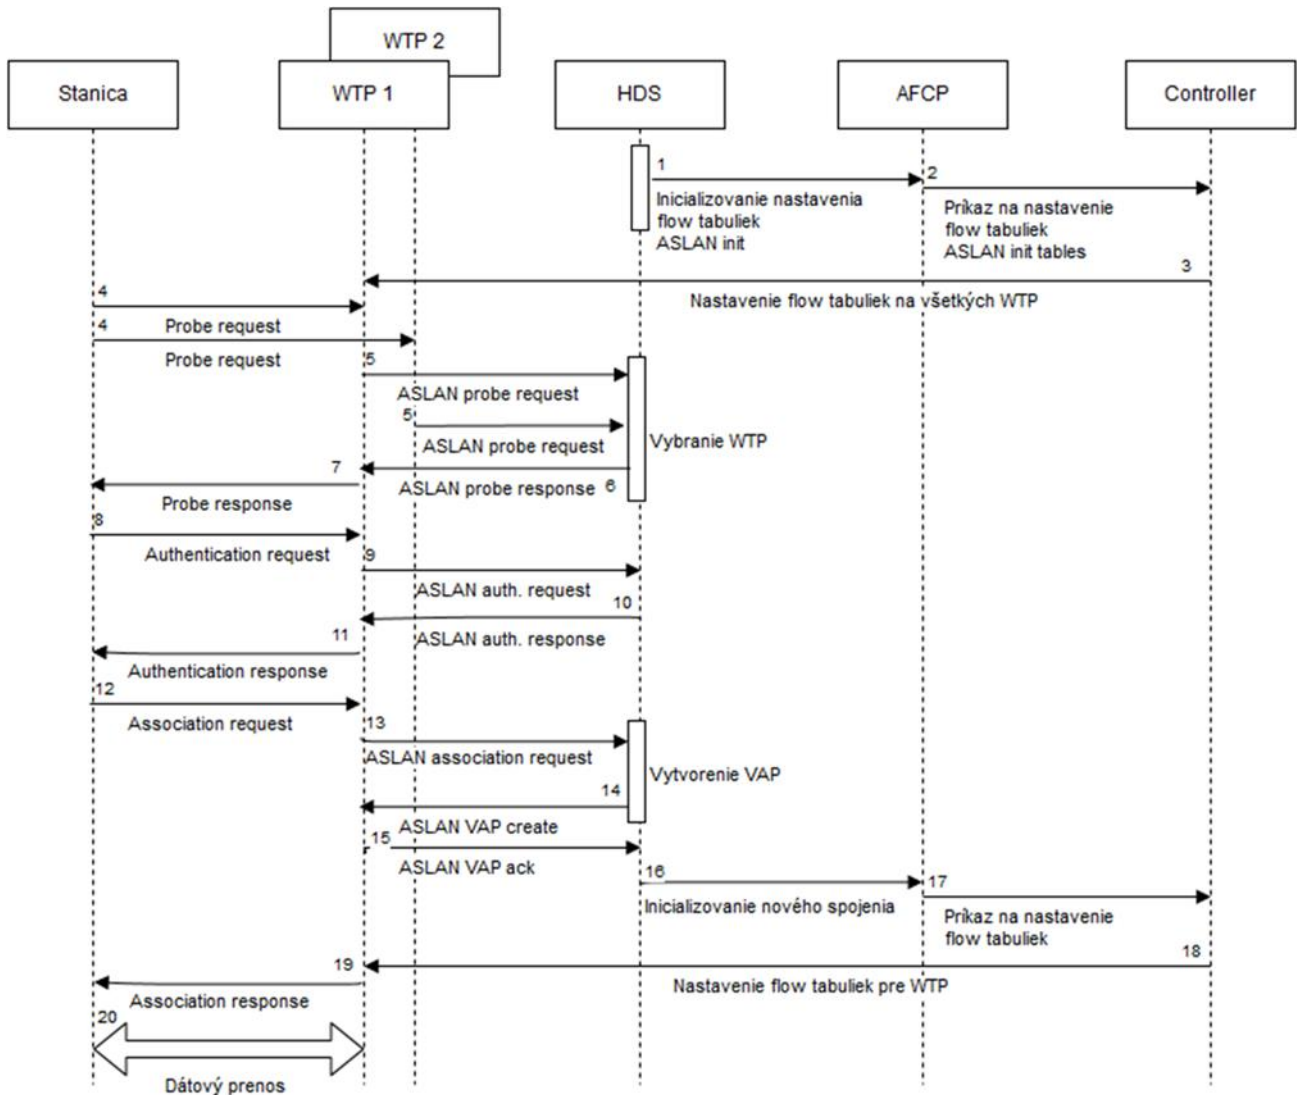 WTP 2
Stanica
WTP 1
HDS
AFCP
Controller
1
Inicializovanie nastavenia
flow tabuliek
ASLAN init
2
Príkaz na nastavenie
flow tabuliek
ASLAN init tables
3
Nastavenie flow tabuliek na všetkých WTP
4
Probe request
4
Probe request
5
ASLAN probe request
5
ASLAN probe request
Vybranie WTP
ASLAN probe response
6
7
Probe response
8
Authentication request
9
ASLAN auth. request
10
ASLAN auth. response
11
Authentication response
12
Association request
13
ASLAN association request
Vytvorenie VAP
14
ASLAN VAP create
15
ASLAN VAP ack
16
Inicializovanie nového spojenia
17
Príkaz na nastavenie
flow tabuliek
18
Nastavenie flow tabuliek pre WTP
19
Association response
20
Dátový prenos